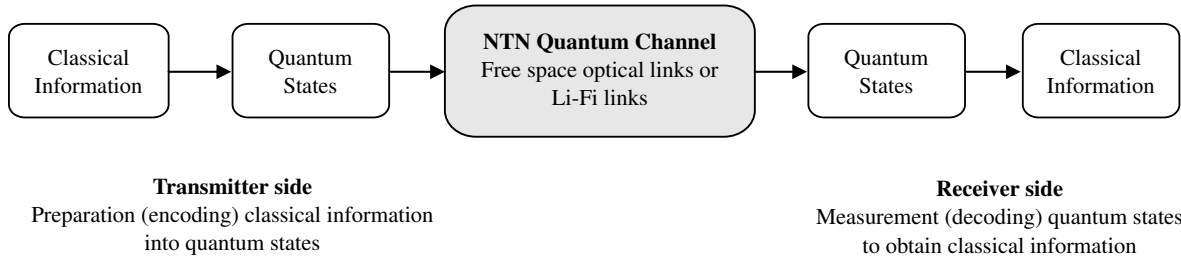 Classical
Information
Quantum
States
NTN Quantum Channel
Free space optical links or
Li-Fi links
Quantum
States
Classical
Information
Transmitter side
Preparation (encoding) classical information
into quantum states
Receiver side
Measurement (decoding) quantum states
to obtain classical information